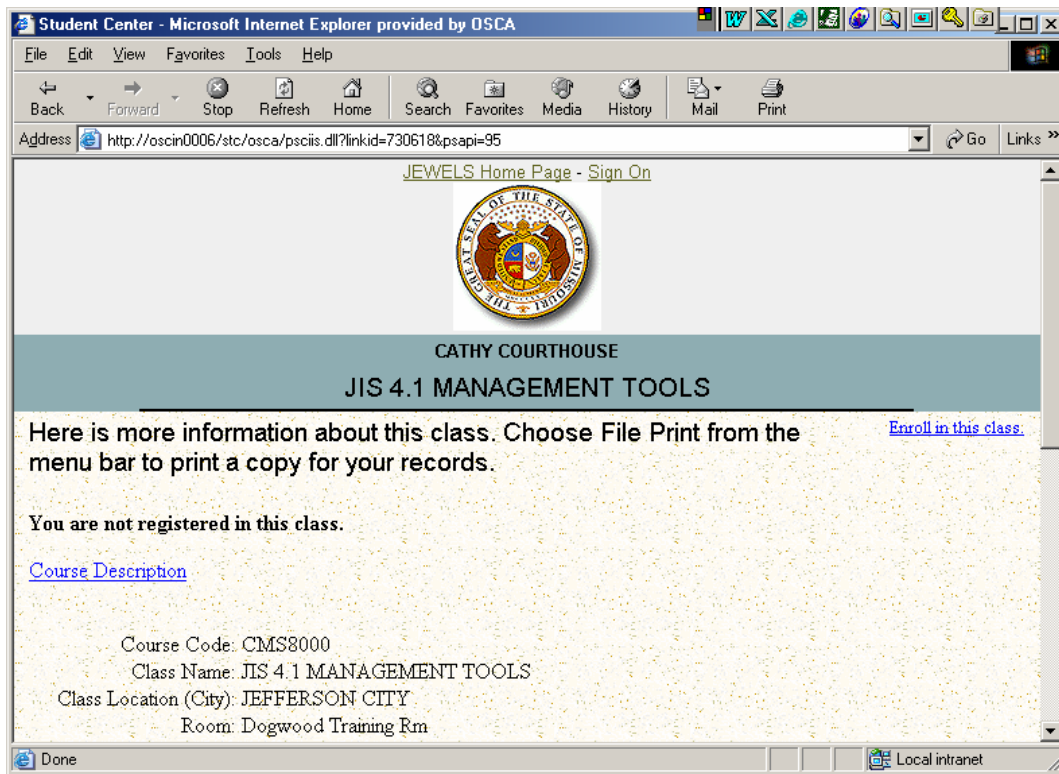 Student Center - Microsoft Internet Explorer provided by OSCA
File Edit View Favorites Tools Help
Back Forward Stop Refresh Home Search Favorites Media History Mail Print
Address http://oscin0006/stc/osca/psciis.dll?linkid=730618&psapi=95 Go Links »
JEWELS Home Page - Sign On
THE GREAT SEAL OF THE STATE OF MISSOURI
CATHY COURTHOUSE
JIS 4.1 MANAGEMENT TOOLS
Here is more information about this class. Choose File Print from the
menu bar to print a copy for your records.
Enroll in this class.
You are not registered in this class.
Course Description
Course Code: CMS8000
Class Name: JIS 4.1 MANAGEMENT TOOLS
Class Location (City): JEFFERSON CITY
Room: Dogwood Training Rm
Done Local intranet